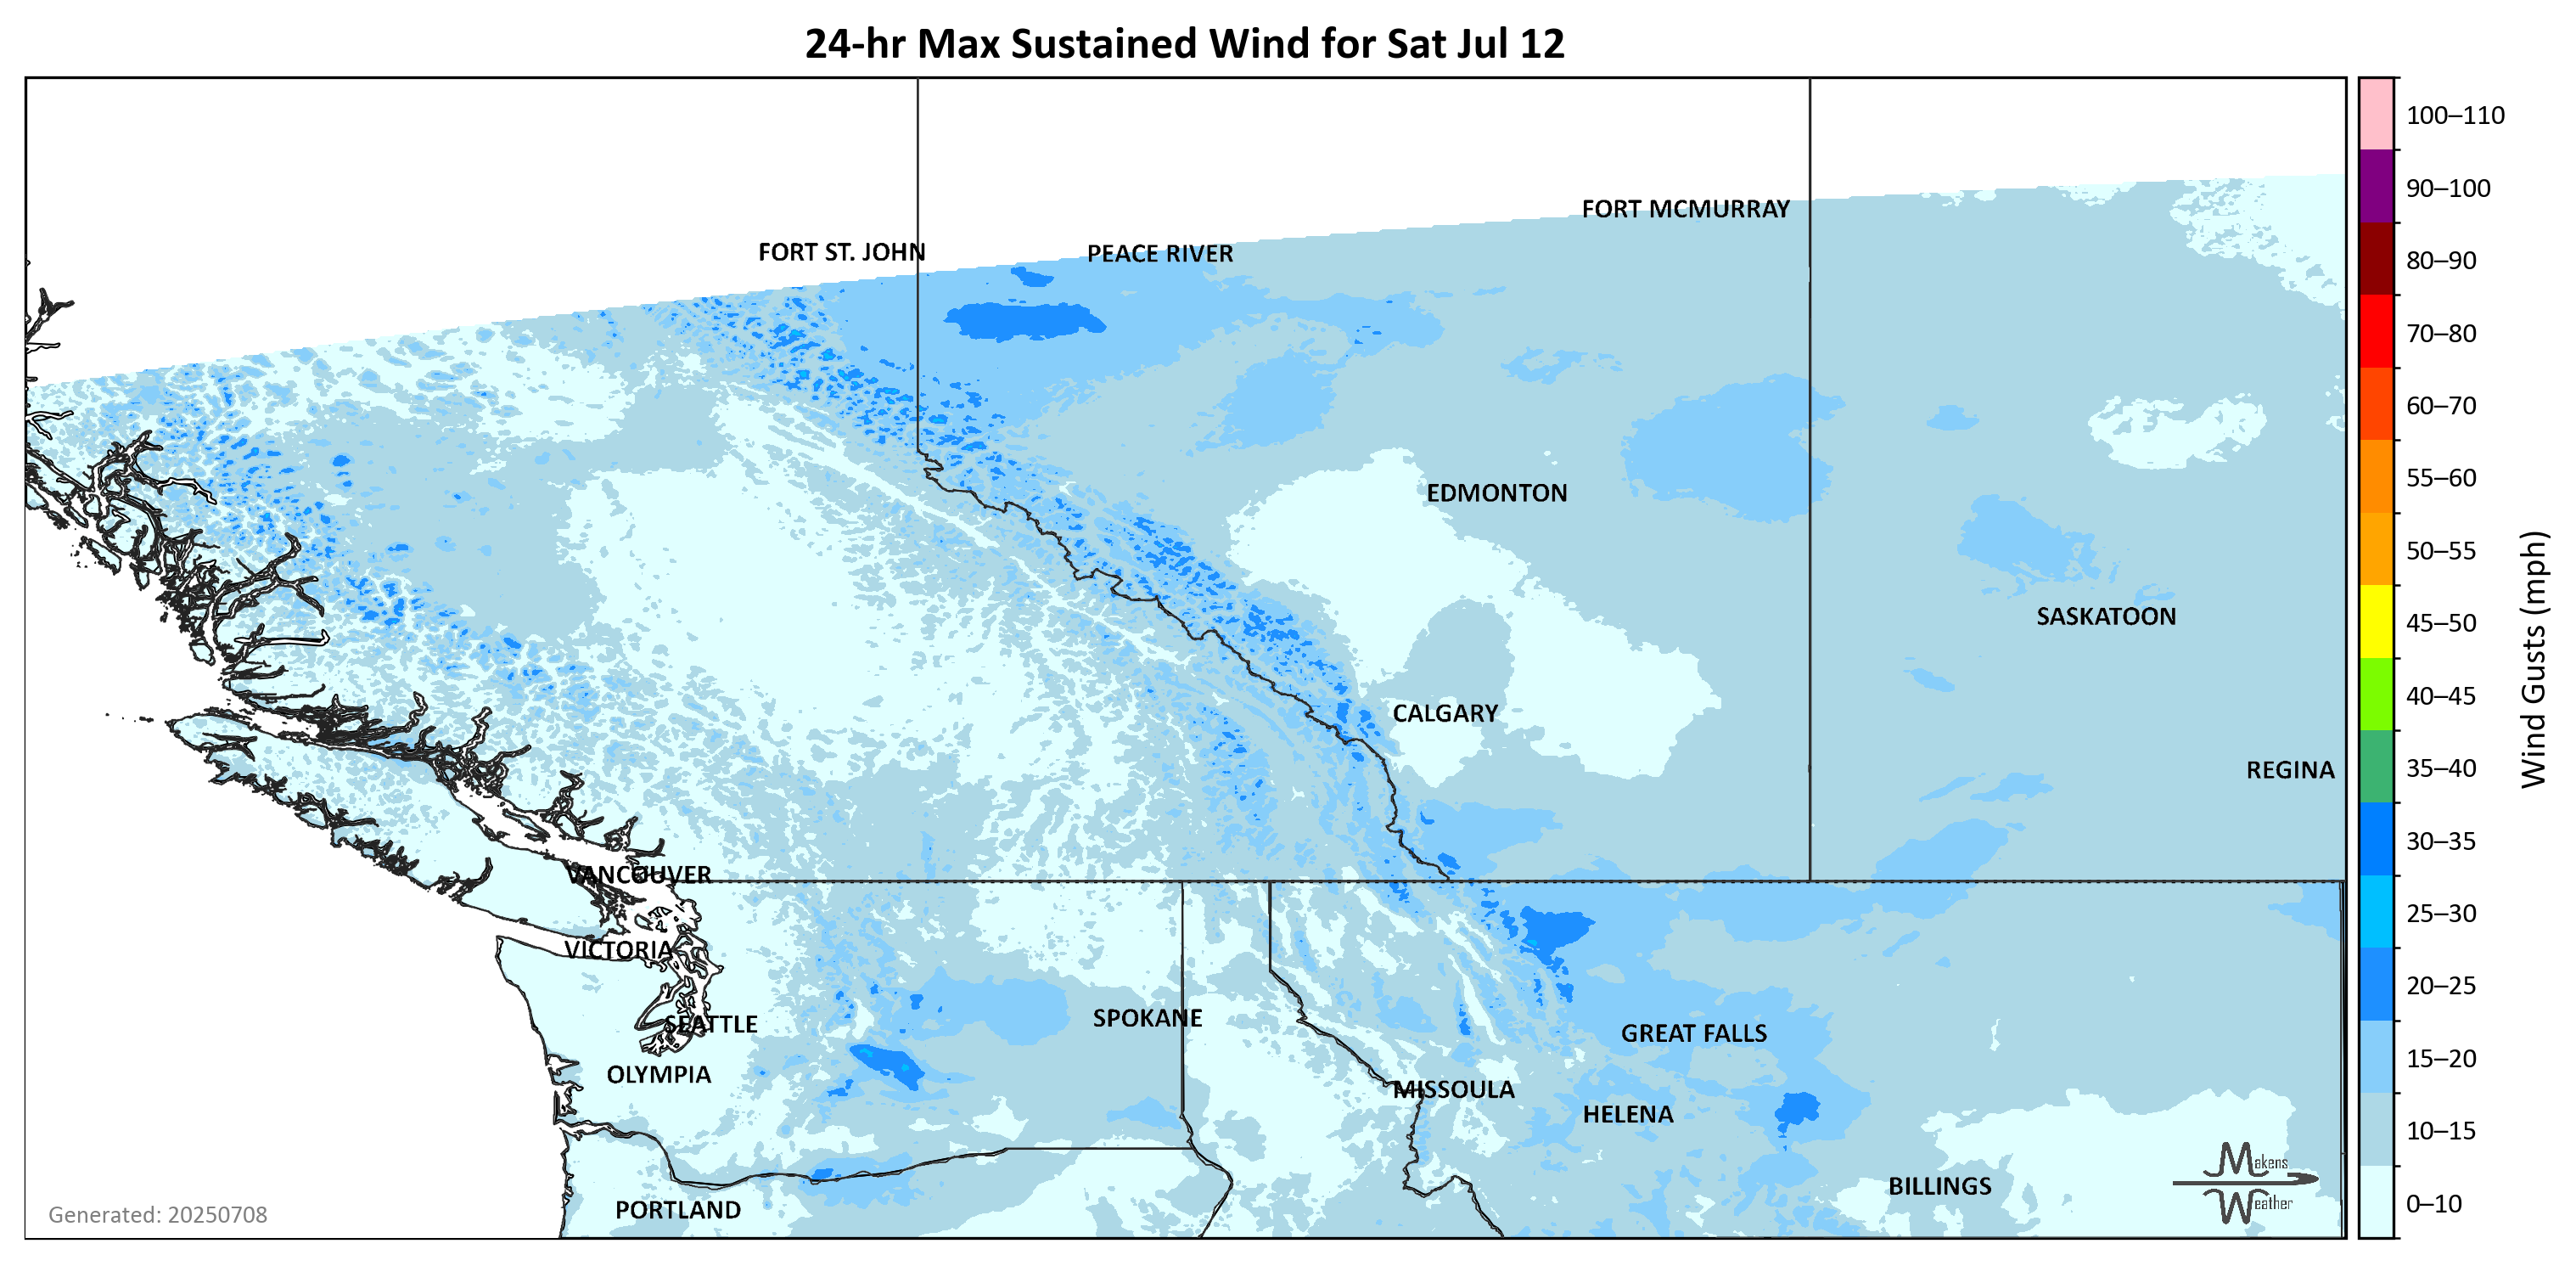 24-hr Max Sustained Wind for Sat Jul 12
100–110
90–100
80–90
70–80
60–70
55–60
50–55
45–50
40–45
35–40
30–35
25–30
20–25
15–20
10–15
0–10
Wind Gusts (mph)
FORT MCMURRAY
FORT ST. JOHN
PEACE RIVER
EDMONTON
SASKATOON
CALGARY
REGINA
VANCOUVER
VICTORIA
SEATTLE
SPOKANE
GREAT FALLS
OLYMPIA
MISSOULA
HELENA
BILLINGS
PORTLAND
Makens
Weather
Generated: 20250708